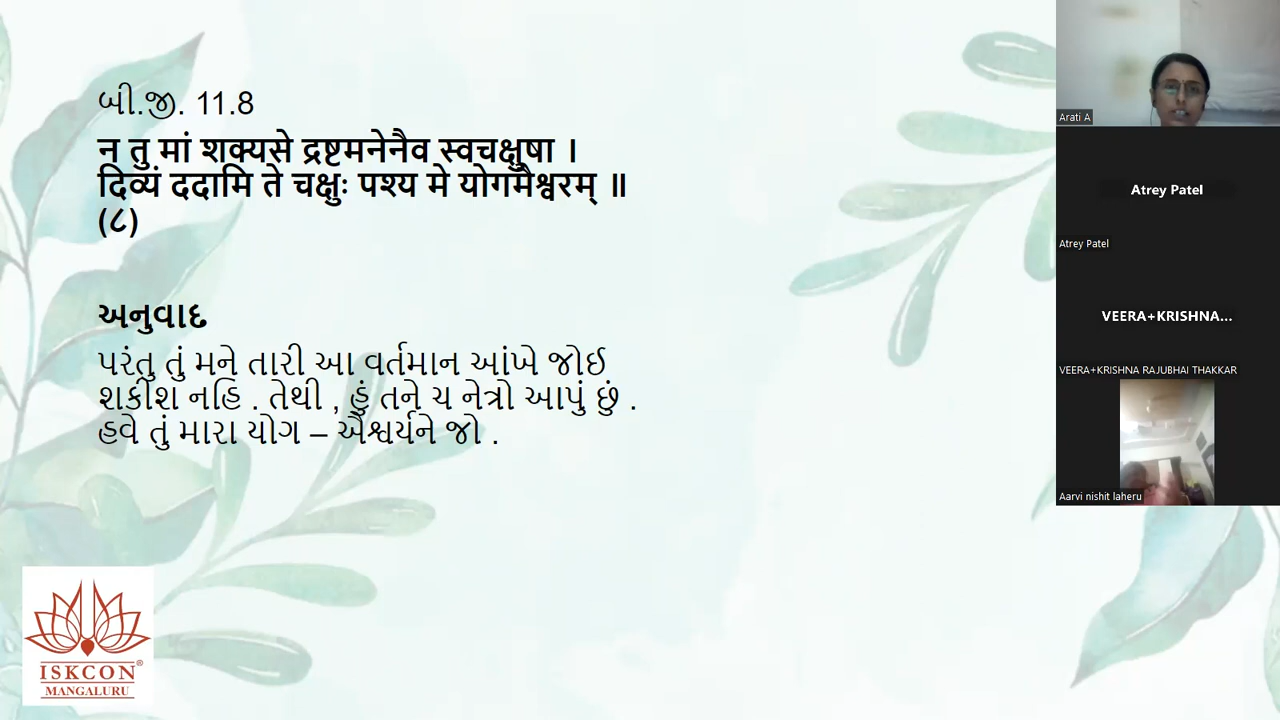 બી.જી. 11.8
न तु मां शक्यसे द्रष्टमनेनैव स्वचक्षुषा ।
दिव्यं ददामि ते चक्षुः पश्य मे योगमैश्वरम् ॥
(८)
અનુવાદ
પરંતુ તું મને તારી આ વર્તમાન આંખે જોઈ
શકીશ નહિ . તેથી , હું તને ચ નેત્રો આપું છું .
હવે તું મારા યોગ – ઐશ્વર્યને જો .
ISKCON®
MANGALURU
Arati A
Atrey Patel
Atrey Patel
VEERA+KRISHNA...
VEERA+KRISHNA RAJUBHAI THAKKAR
Aarvi nishit laheru